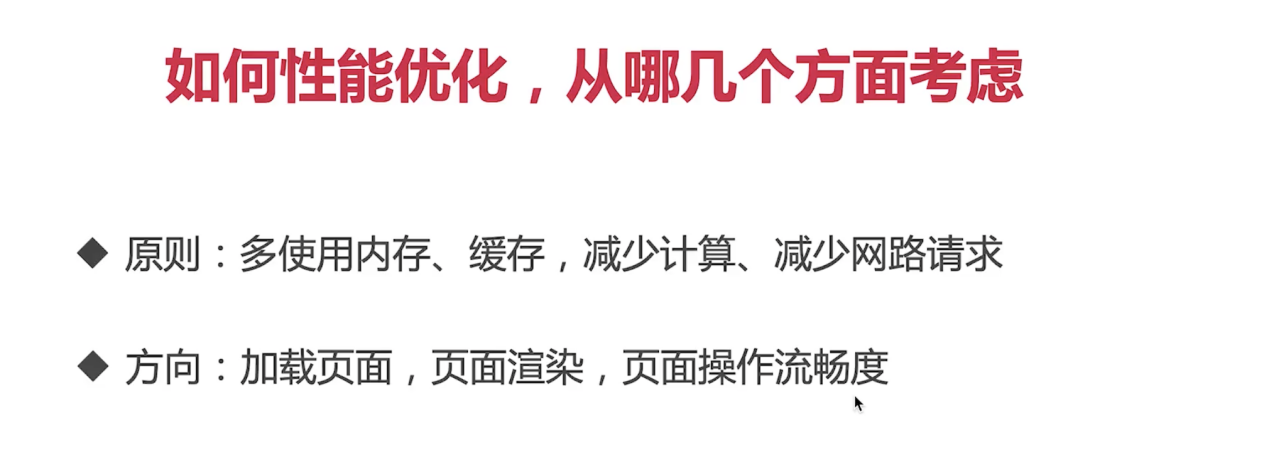 如何性能优化，从哪几个方面考虑
◆ 原则：多使用内存、缓存，减少计算、减少网路请求
◆ 方向：加载页面，页面渲染，页面操作流畅度